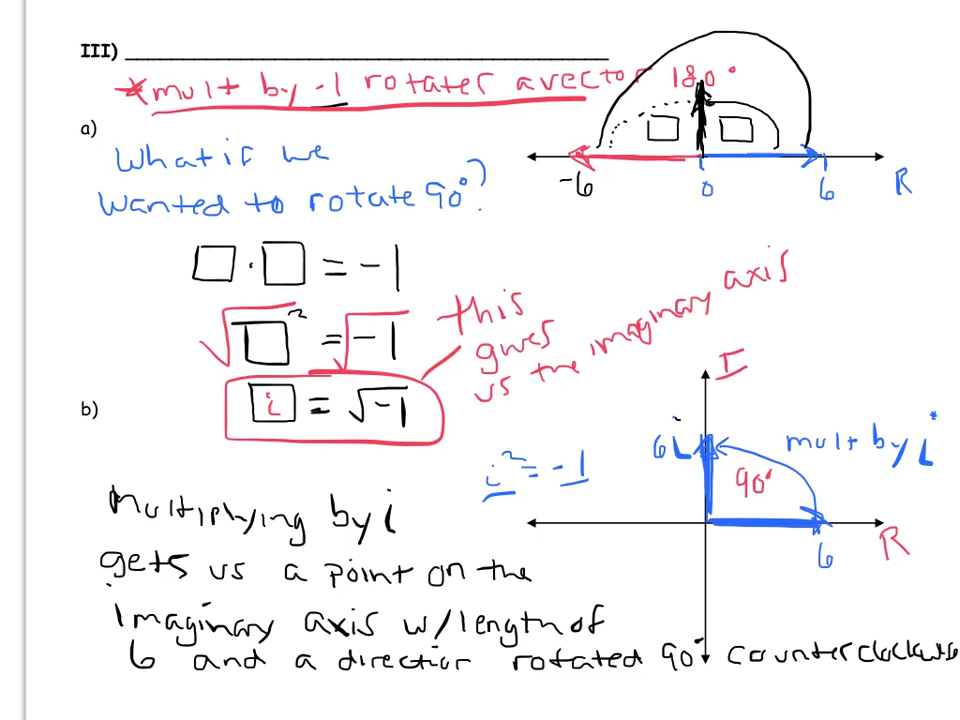 III)
*mult by -1 rotates a vector 180°
a)
What if we
wanted to rotate 90°?
-6 0 6 R
□ · □ = -1
√□² = √-1
i = √-1
this
gives
us the imaginary axis
b)
I
6i mult by i
90°
6 R
i² = -1
Multiplying by i
gets us a point on the
imaginary axis w/length of
6 and a direction rotated 90° counterclockwise